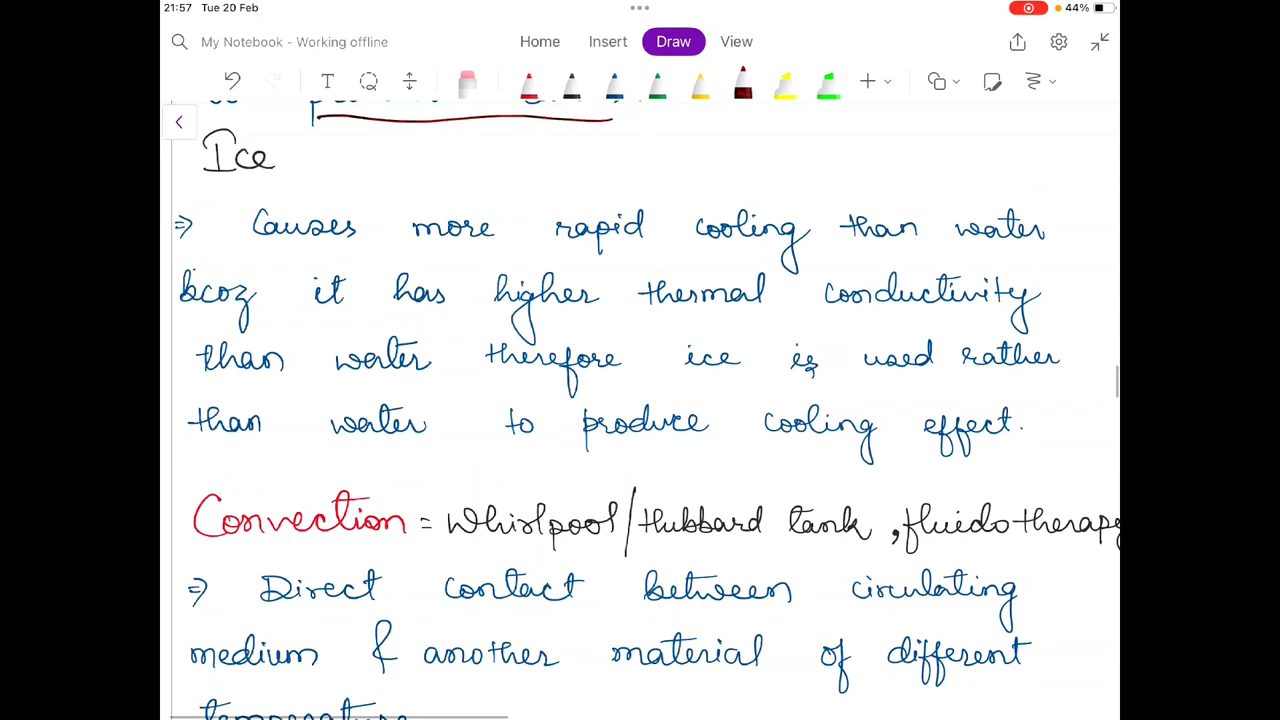 21:57 Tue 20 Feb
44%
My Notebook - Working offline
Home Insert Draw View
Ice
⇒ Causes more rapid cooling than water
bcoz it has higher thermal conductivity
than water therefore ice is used rather
than water to produce cooling effect.
Convection = Whirlpool/Hubbard tank, fluidotherapy
⇒ Direct contact between circulating
medium & another material of different
temperature